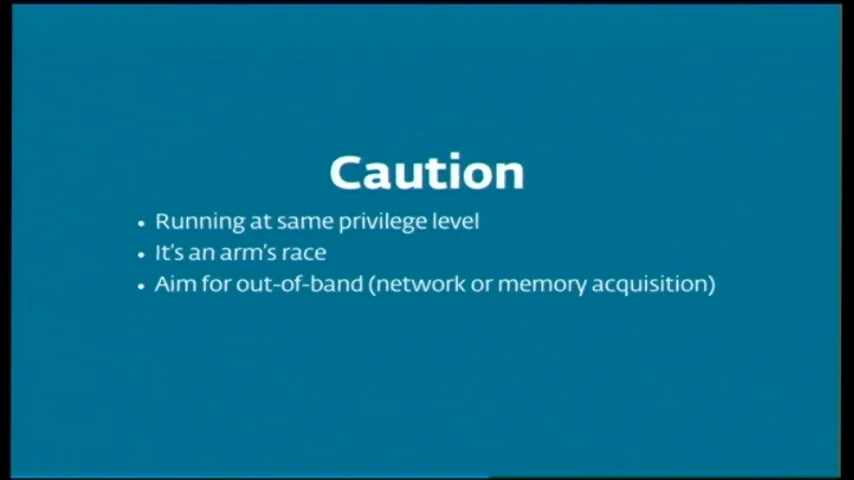 Caution
• Running at same privilege level
• It's an arm's race
• Aim for out-of-band (network or memory acquisition)